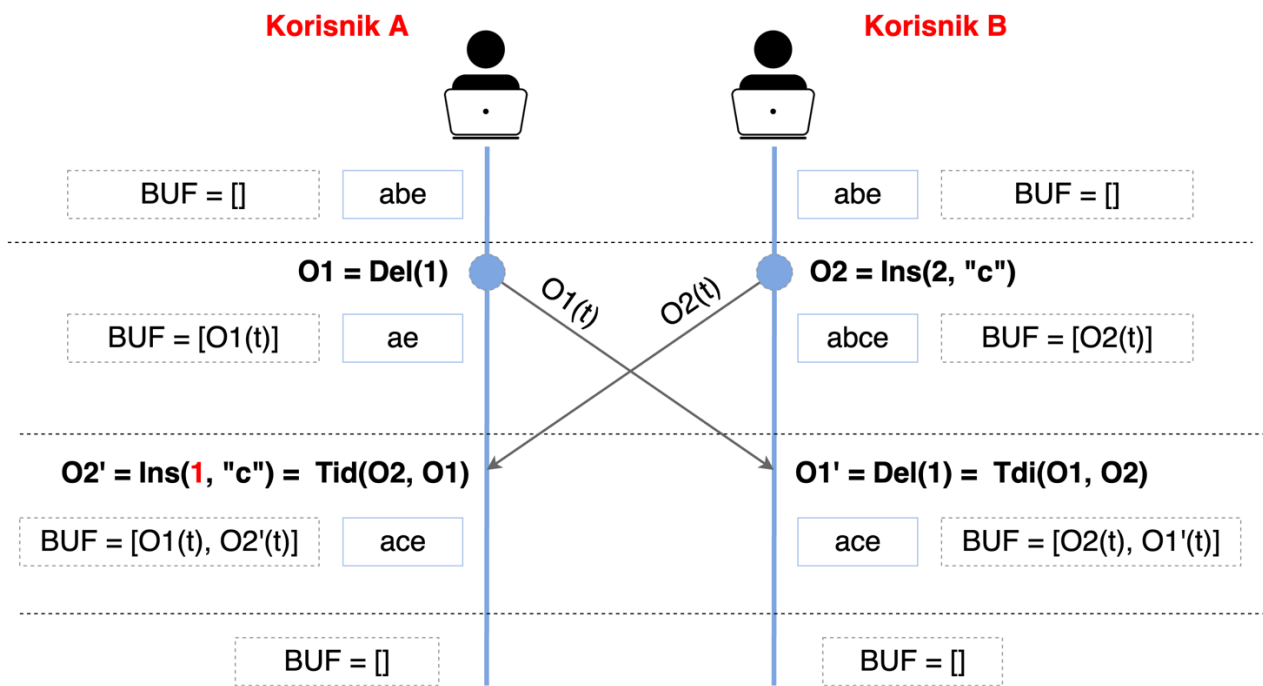 Korisnik A
Korisnik B
BUF = []
abe
abe
BUF = []
O1 = Del(1)
O1(t)
O2(t)
O2 = Ins(2, "c")
BUF = [O1(t)]
ae
abce
BUF = [O2(t)]
O2' = Ins(1, "c") = Tid(O2, O1)
O1' = Del(1) = Tdi(O1, O2)
BUF = [O1(t), O2'(t)]
ace
ace
BUF = [O2(t), O1'(t)]
BUF = []
BUF = []